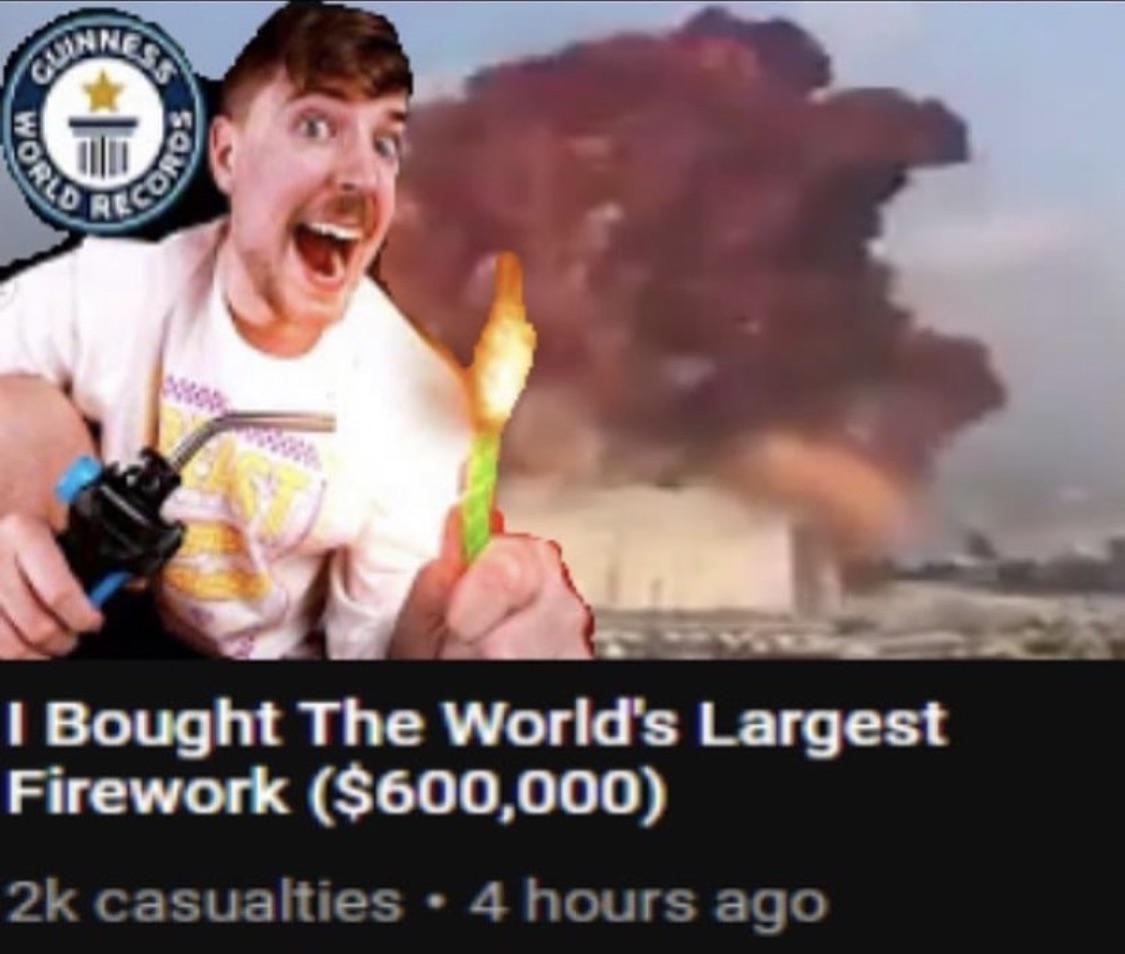 GUINNESS
WORLD RECORDS
I Bought The World's Largest
Firework ($600,000)
2k casualties • 4 hours ago